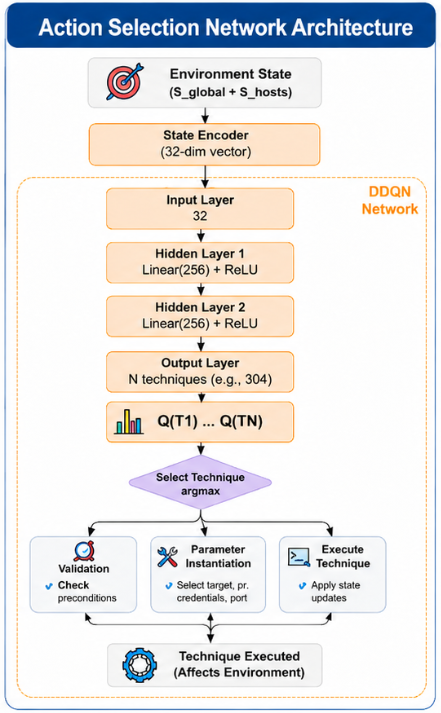 Action Selection Network Architecture
Environment State
(S_global + S_hosts)
State Encoder
(32-dim vector)
DDQN
Network
Input Layer
32
Hidden Layer 1
Linear(256) + ReLU
Hidden Layer 2
Linear(256) + ReLU
Output Layer
N techniques (e.g., 304)
Q(T1) ... Q(TN)
Select Technique
argmax
Validation
Check
preconditions
Parameter
Instantiation
Select target, pr.
credentials, port
Execute
Technique
Apply state
updates
Technique Executed
(Affects Environment)